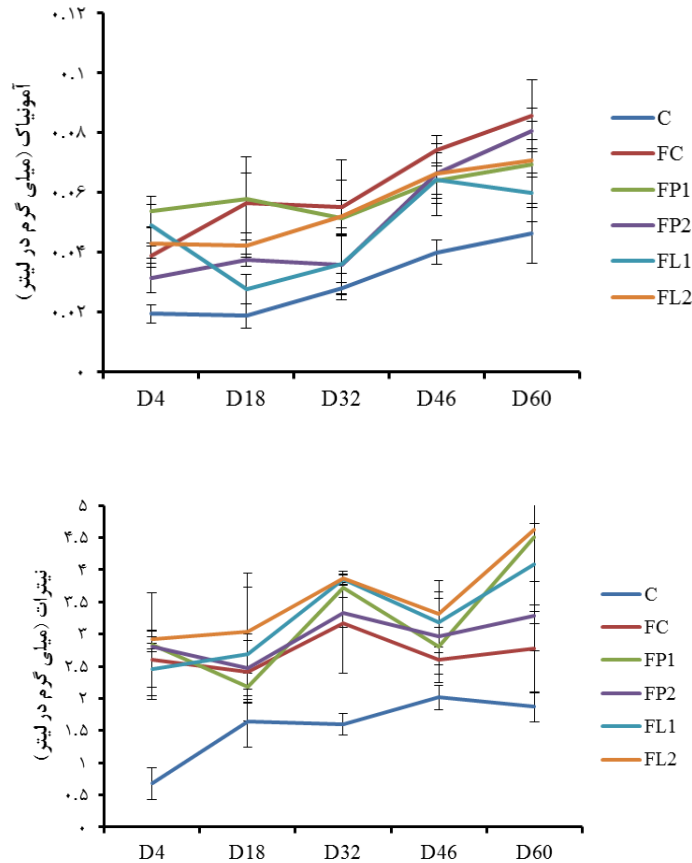 آمونیاک (میلی گرم در لیتر)
۰.۱۲
۰.۱
۰.۰۸
۰.۰۶
۰.۰۴
۰.۰۲
۰
D4 D18 D32 D46 D60
C
FC
FP1
FP2
FL1
FL2
نیترات (میلی گرم در لیتر)
۵
۴.۵
۴
۳.۵
۳
۲.۵
۲
۱.۵
۱
۰.۵
۰
D4 D18 D32 D46 D60
C
FC
FP1
FP2
FL1
FL2